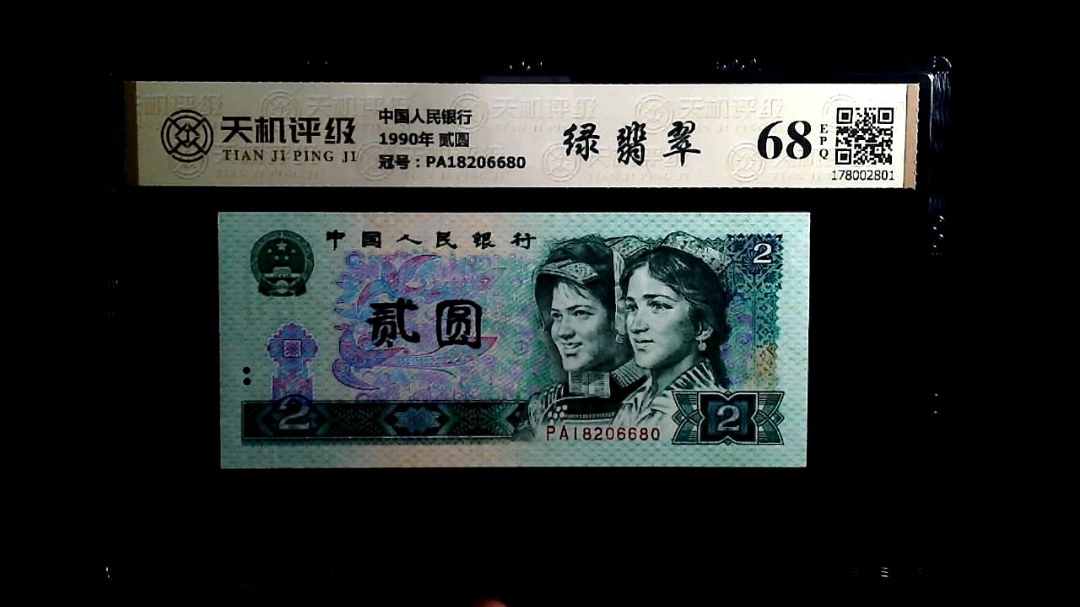 天机评级
TIAN JI PING JI
中国人民银行
1990年 贰圆
冠号：PA18206680
绿翡翠
68
EPQ
178002801
中国人民银行
2
贰圆
2
2
PA18206680